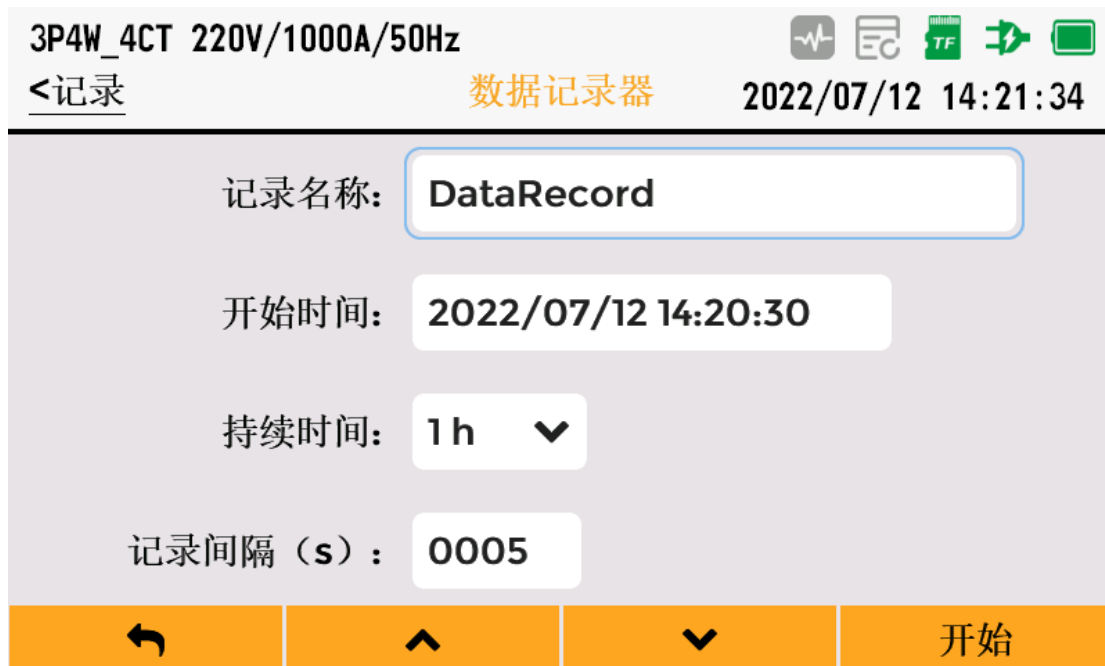 3P4W_4CT 220V/1000A/50Hz TF
<记录 数据记录器 2022/07/12 14:21:34
记录名称： DataRecord
开始时间： 2022/07/12 14:20:30
持续时间： 1 h
记录间隔（s）： 0005
开始